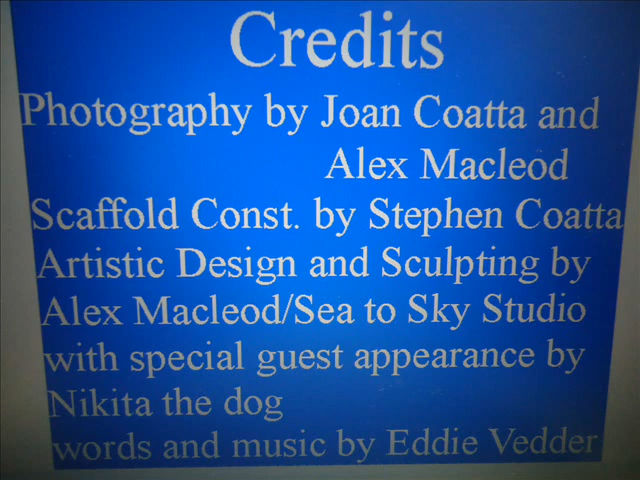 Credits
Photography by Joan Coatta and
Alex Macleod
Scaffold Const. by Stephen Coatta
Artistic Design and Sculpting by
Alex Macleod/Sea to Sky Studio
with special guest appearance by
Nikita the dog
words and music by Eddie Vedder